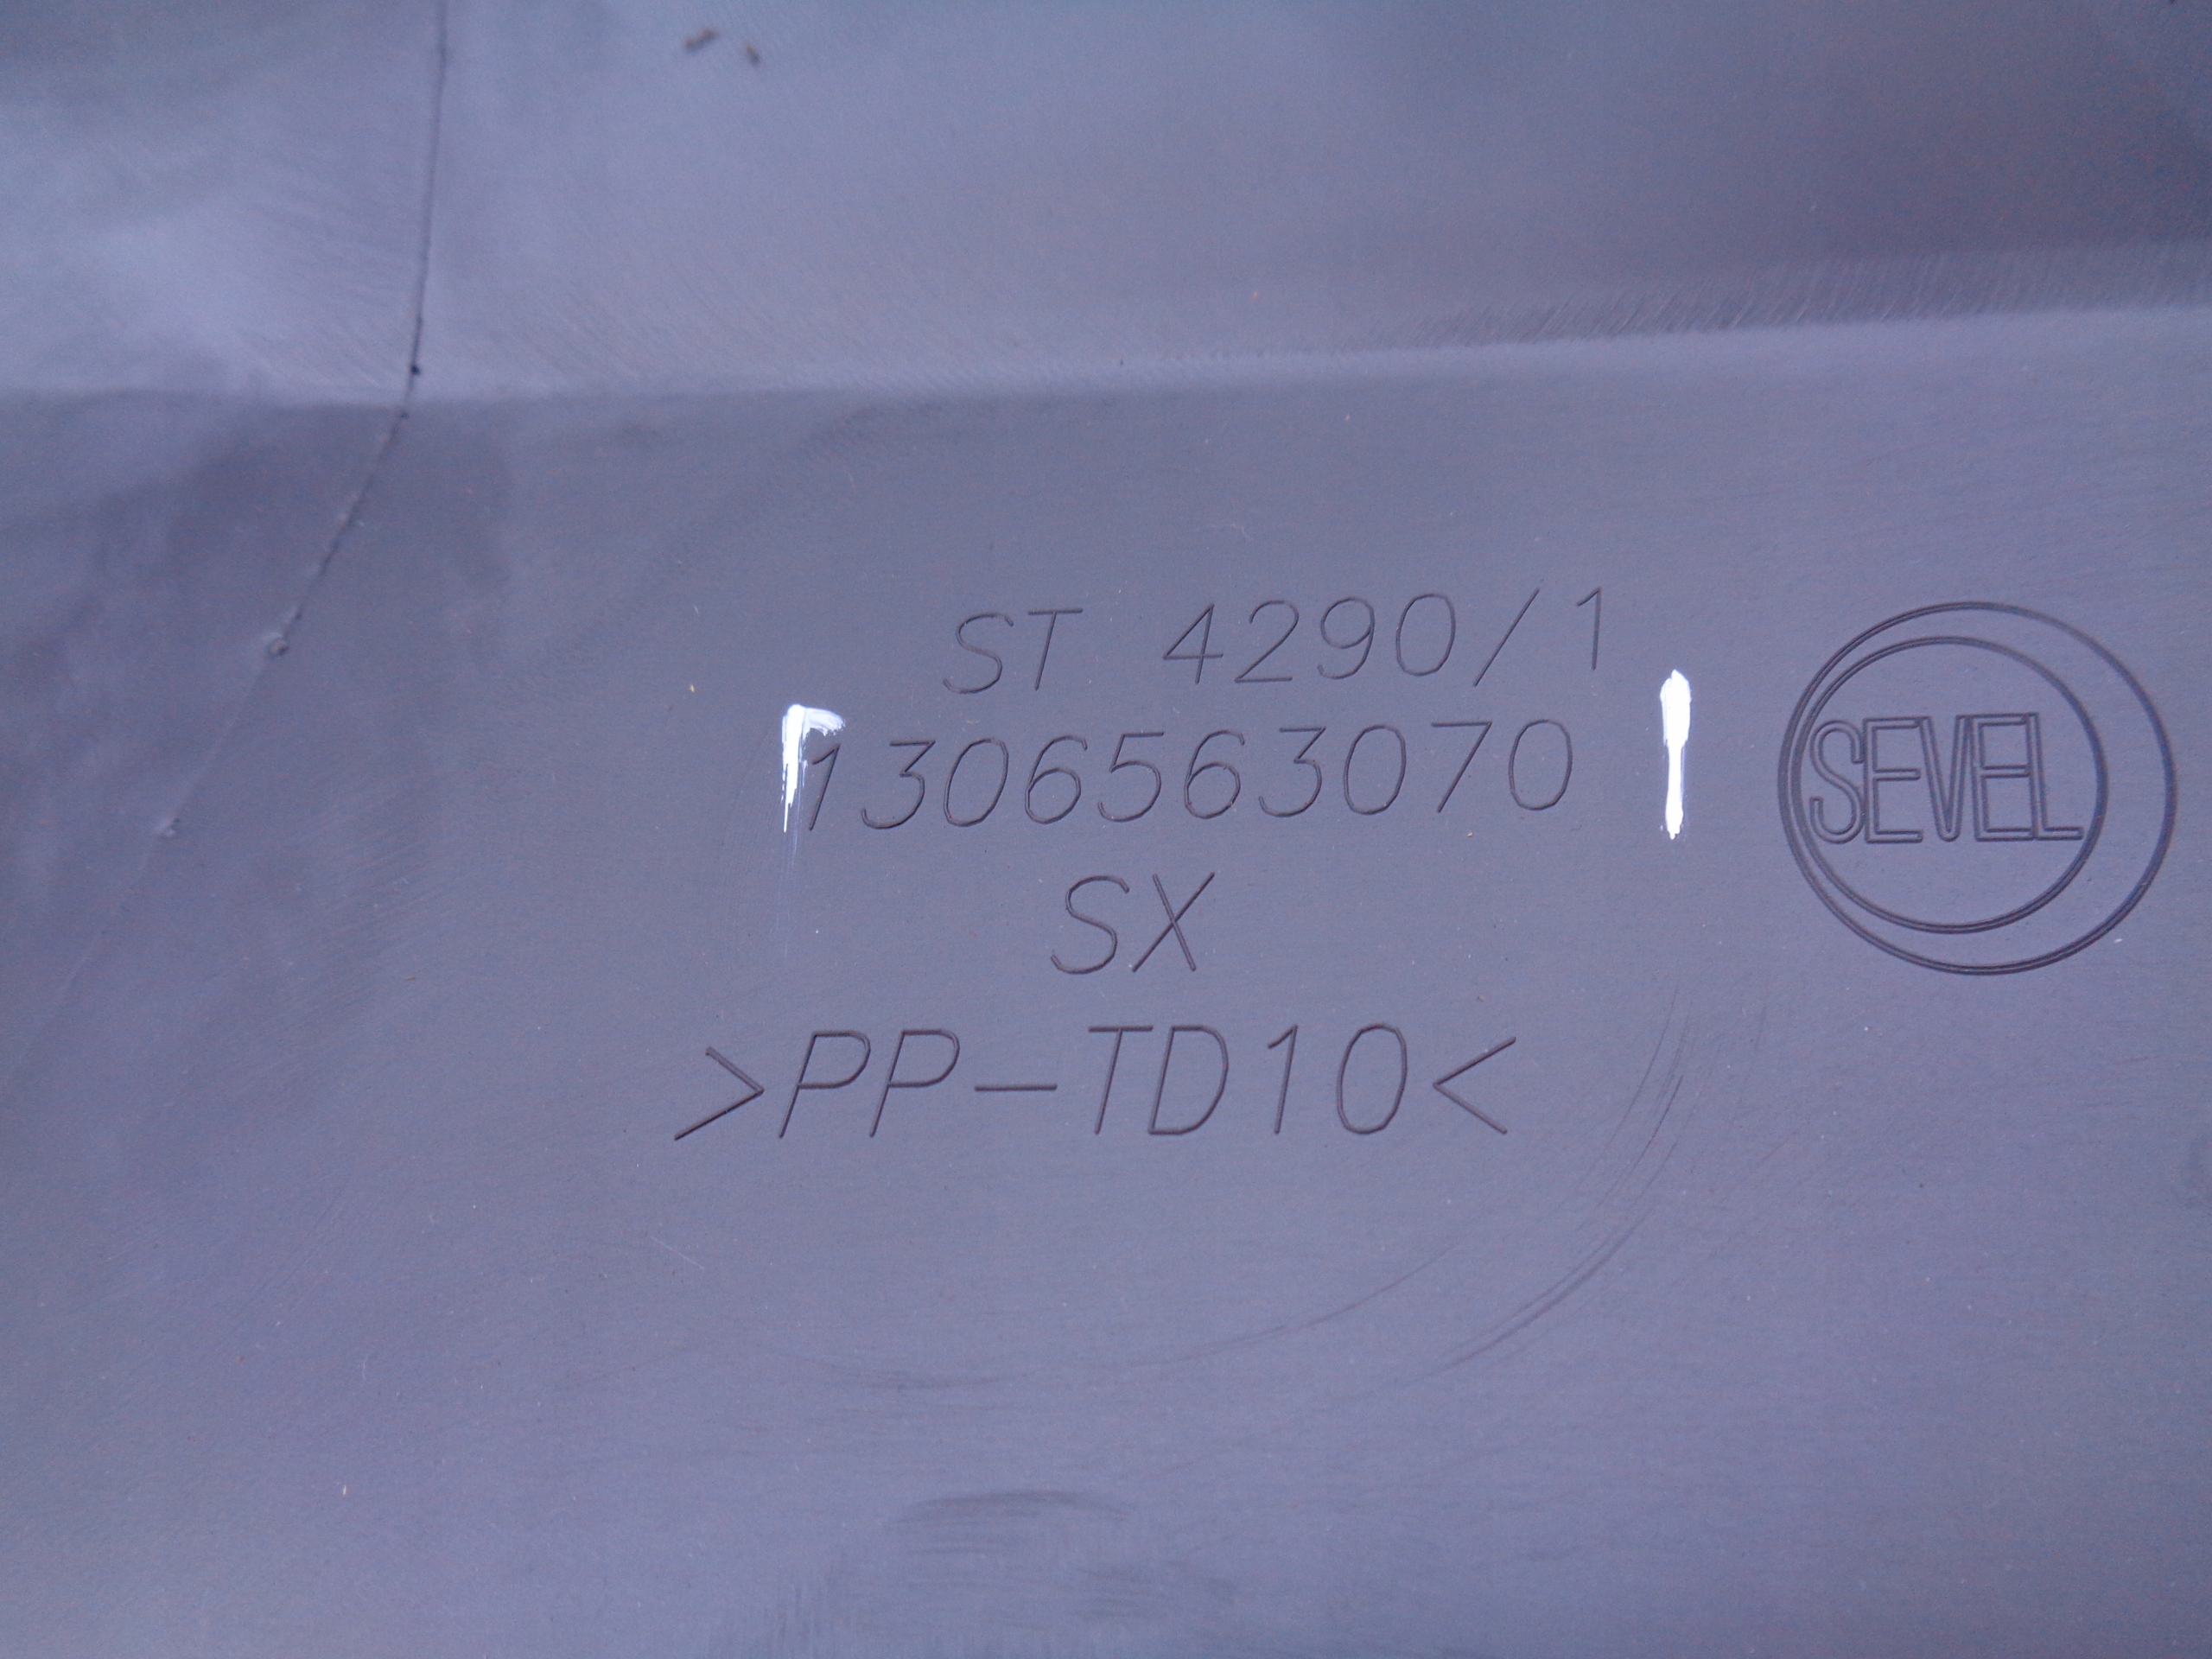 ST 4290/1
1306563070
SEVEL
SX
>PP-TD10<